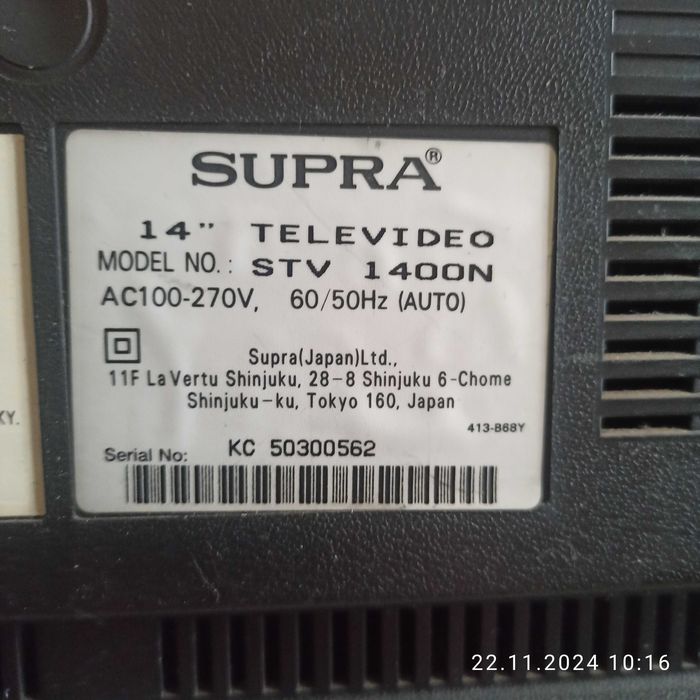 SUPRA®
14" TELEVIDEO
MODEL NO.: STV 1400N
AC100-270V, 60/50Hz (AUTO)
Supra(Japan)Ltd.,
11F La Vertu Shinjuku, 28-8 Shinjuku 6-Chome
Shinjuku-ku, Tokyo 160, Japan
413-B68Y
Serial No: KC 50300562
KY.
22.11.2024 10:16